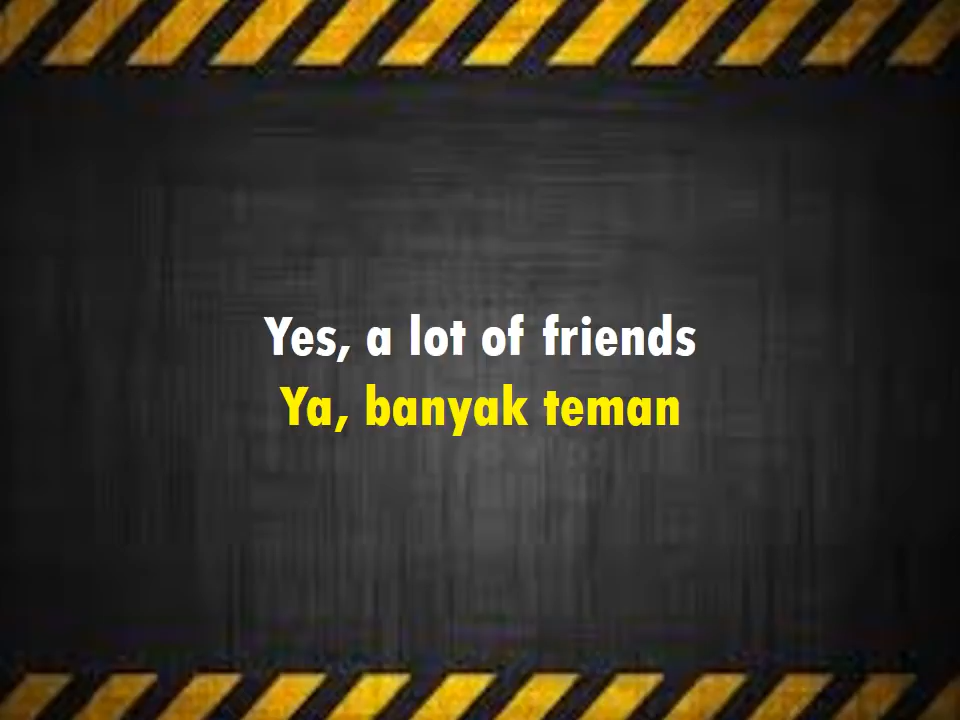 Yes, a lot of friends
Ya, banyak teman